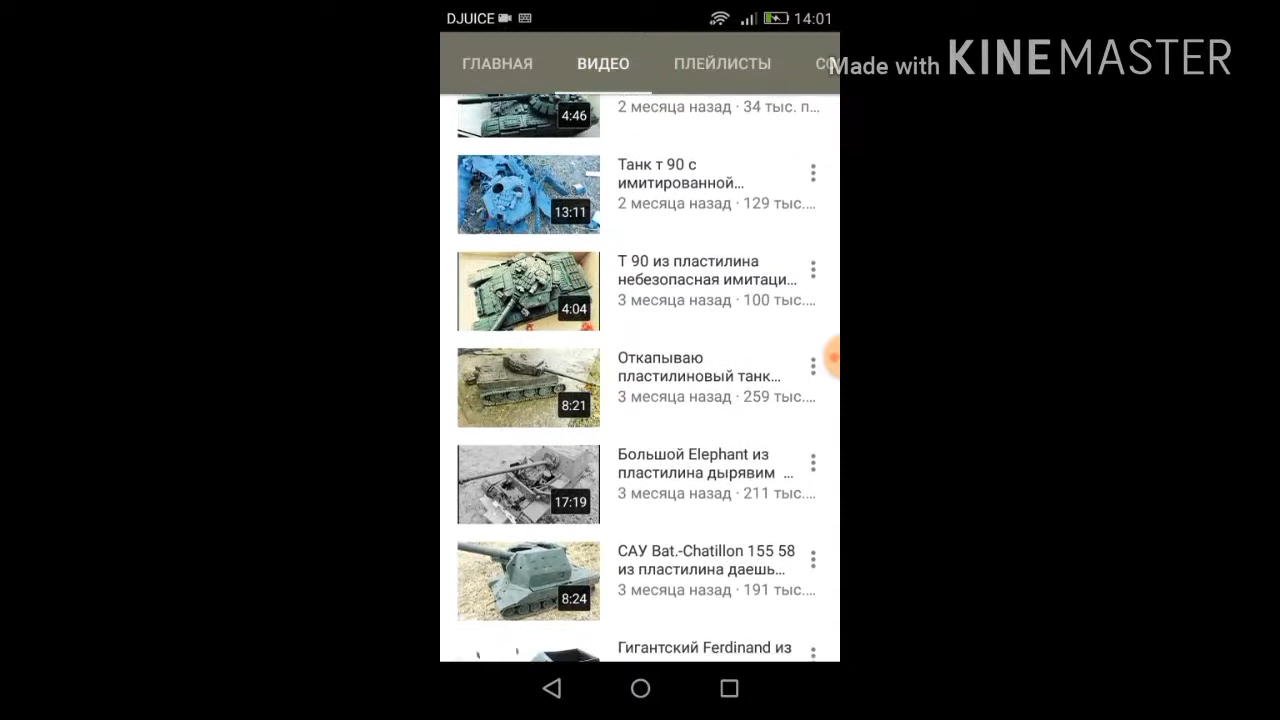 DJUICE 14:01
ГЛАВНАЯ ВИДЕО ПЛЕЙЛИСТЫ
Made with KINEMASTER
4:46
2 месяца назад · 34 тыс. п…
Танк т 90 с
имитированной…
2 месяца назад · 129 тыс.…
13:11
Т 90 из пластилина
небезопасная имитаци…
3 месяца назад · 100 тыс.…
4:04
Откапываю
пластилиновый танк…
3 месяца назад · 259 тыс.…
8:21
Большой Elephant из
пластилина дырявим …
3 месяца назад · 211 тыс.…
17:19
САУ Bat.-Chatillon 155 58
из пластилина даешь…
3 месяца назад · 191 тыс.…
8:24
Гигантский Ferdinand из